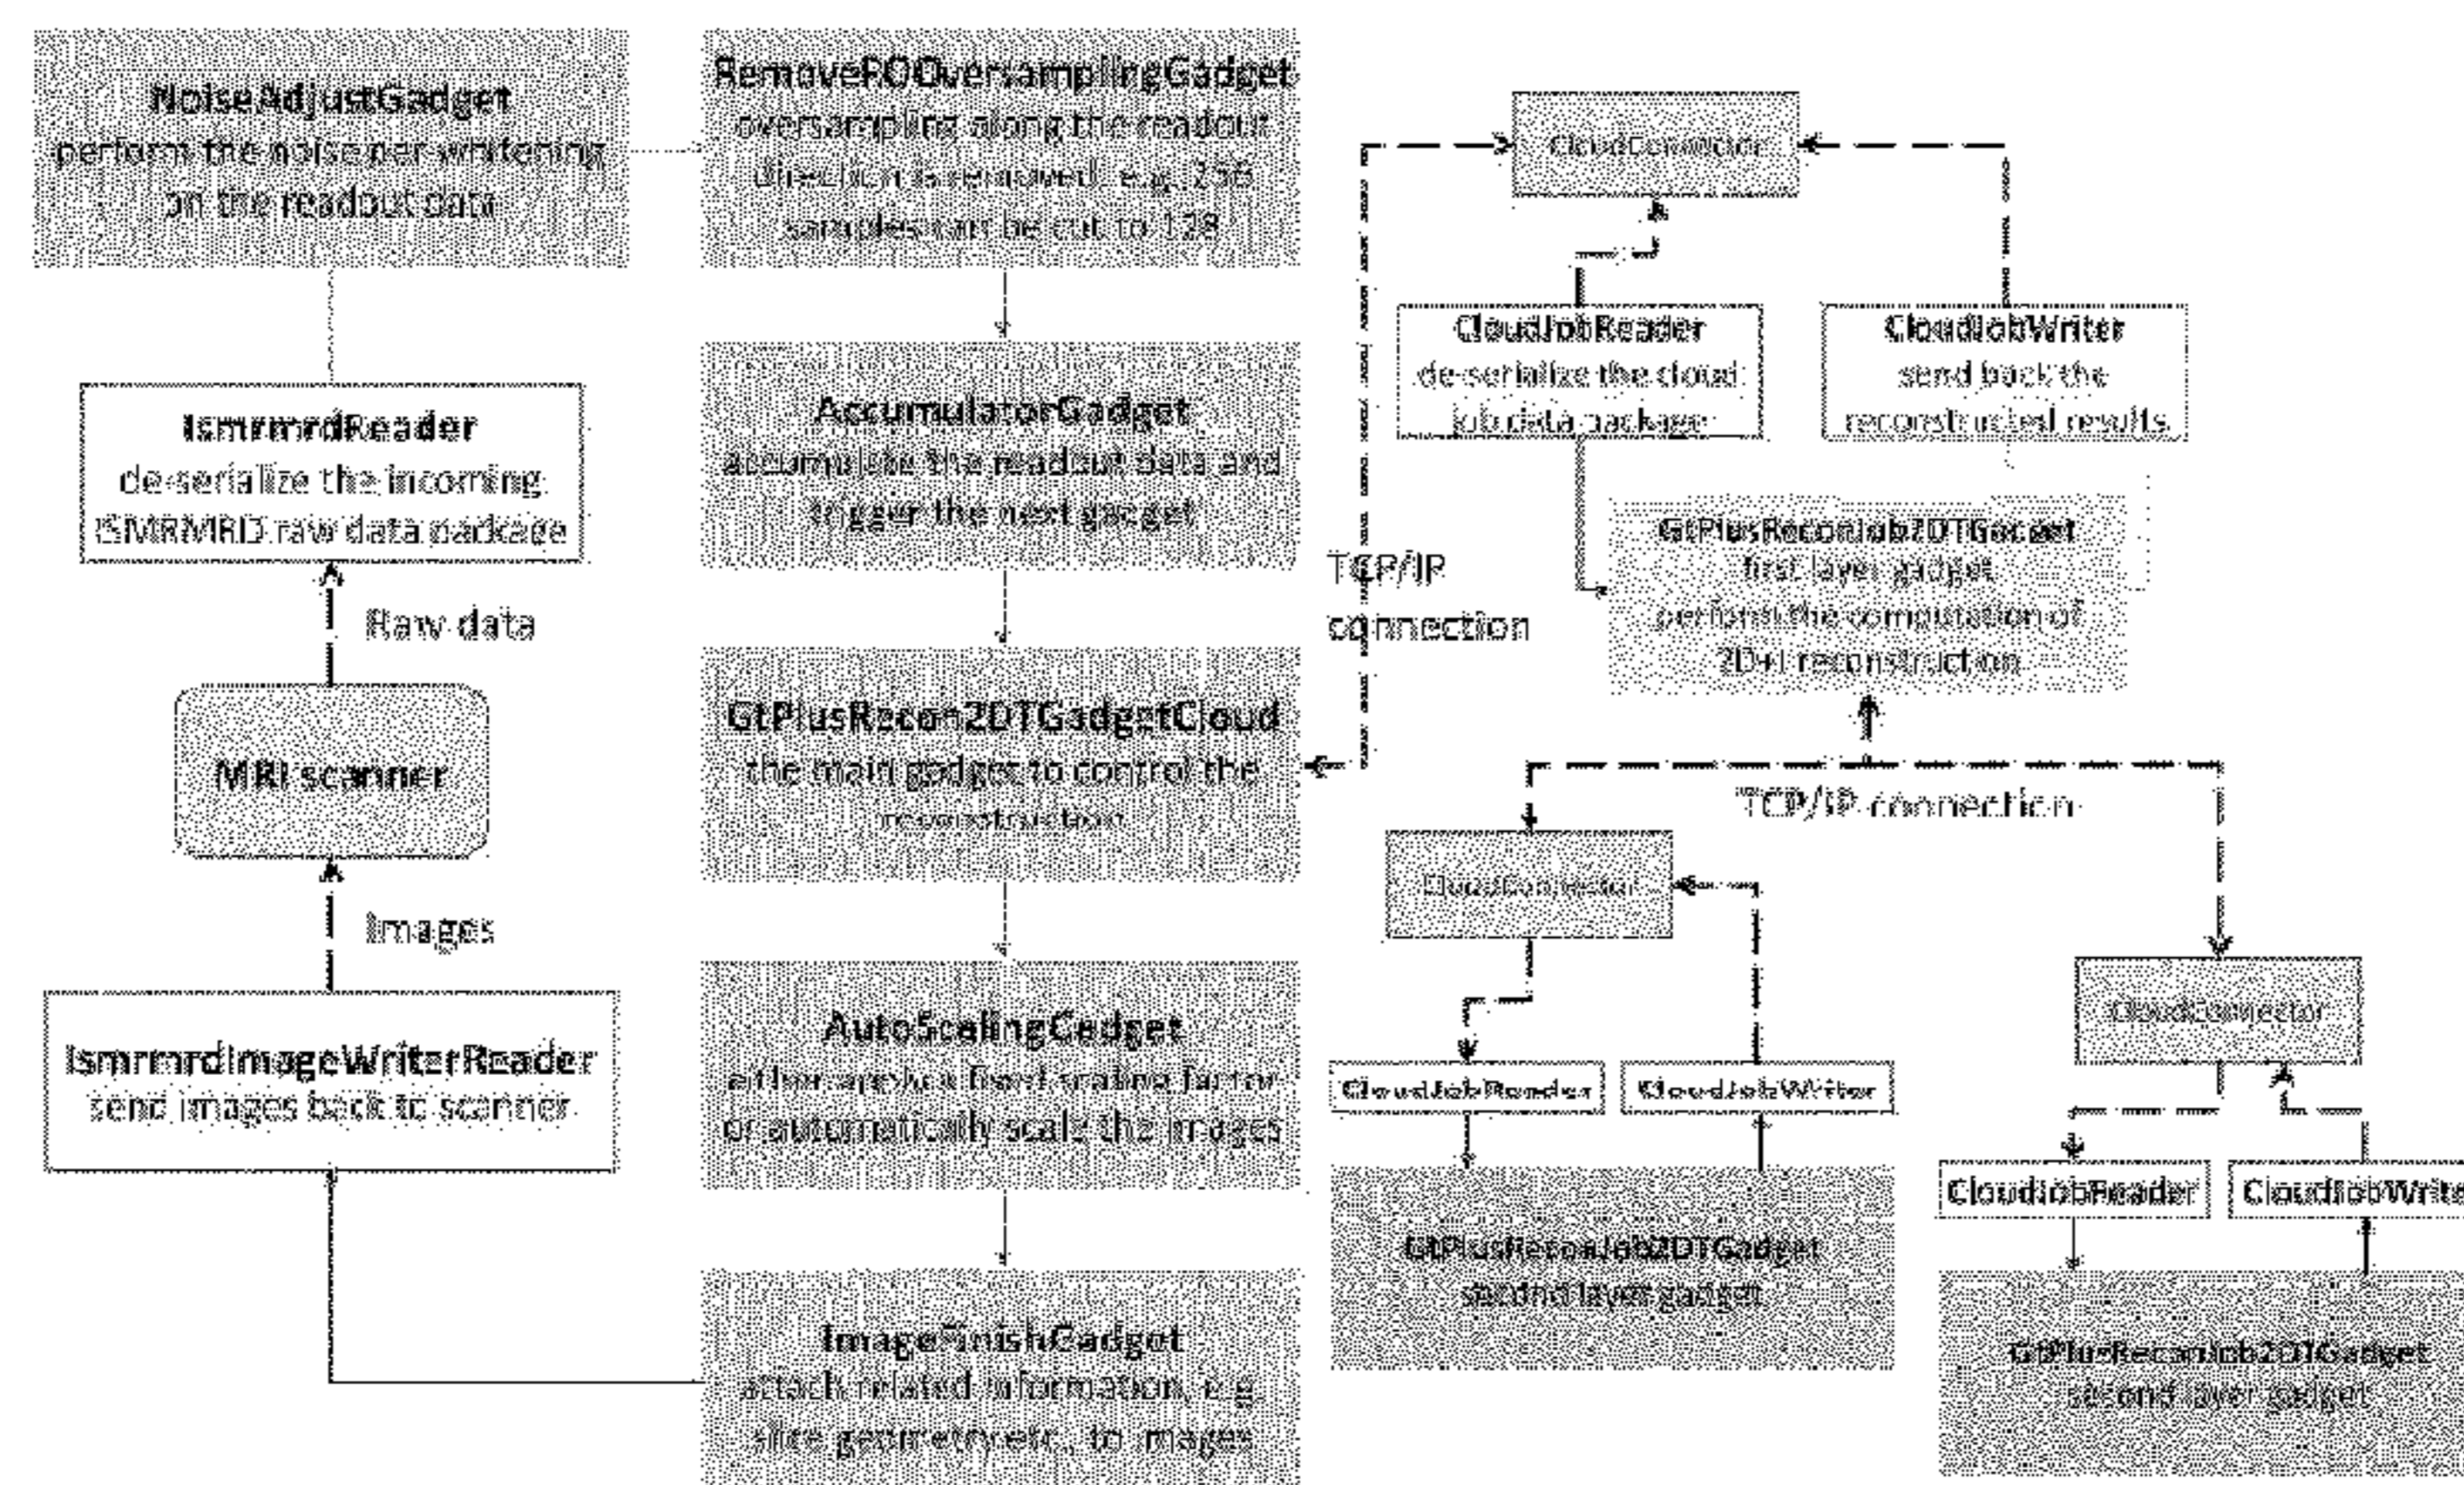 NoiseAdjustGadget
perform the noise per-whitening
on the readout data
IsmrmrdReader
de-serialize the incoming
ISMRMRD raw data package
Raw data
MRI scanner
Images
IsmrmrdImageWriterReader
send images back to scanner
RemoveROOversamplingGadget
oversampling along the readout
direction is removed, e.g. 256
samples can be cut to 128
AccumulatorGadget
accumulate the readout data and
trigger the next gadget
GtPlusRecon2DTGadgetCloud
the main gadget to control the
reconstruction
AutoScalingGadget
either apply a fixed scaling factor
or automatically scale the images
ImageFinishGadget
attach related information, e.g.
slice geometry etc., to images
TCP/IP
connection
CloudConnector
CloudJobReader
de-serialize the cloud
job data package
CloudJobWriter
send back the
reconstructed results
GtPlusReconJob2DTGadget
first layer gadget
perform the computation of
2D+T reconstruction
TCP/IP connection
CloudConnector
CloudJobReader
CloudJobWriter
GtPlusReconJob2DTGadget
second layer gadget
CloudConnector
CloudJobReader
CloudJobWrite
GtPlusReconJob2DTGadget
second layer gadget